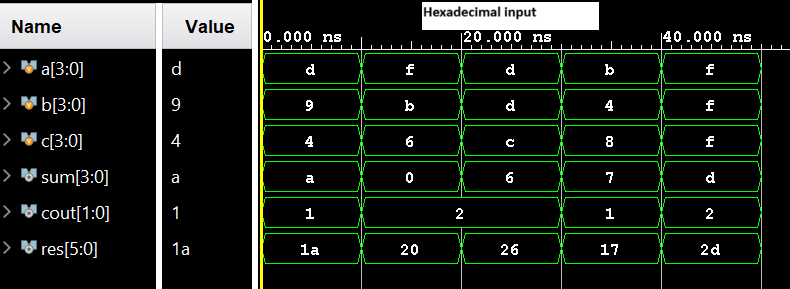 Hexadecimal input
Name Value
0.000 ns 20.000 ns 40.000 ns
a[3:0] d d f d b f
b[3:0] 9 9 b d 4 f
c[3:0] 4 4 6 c 8 f
sum[3:0] a a 0 6 7 d
cout[1:0] 1 1 2 1 2
res[5:0] 1a 1a 20 26 17 2d